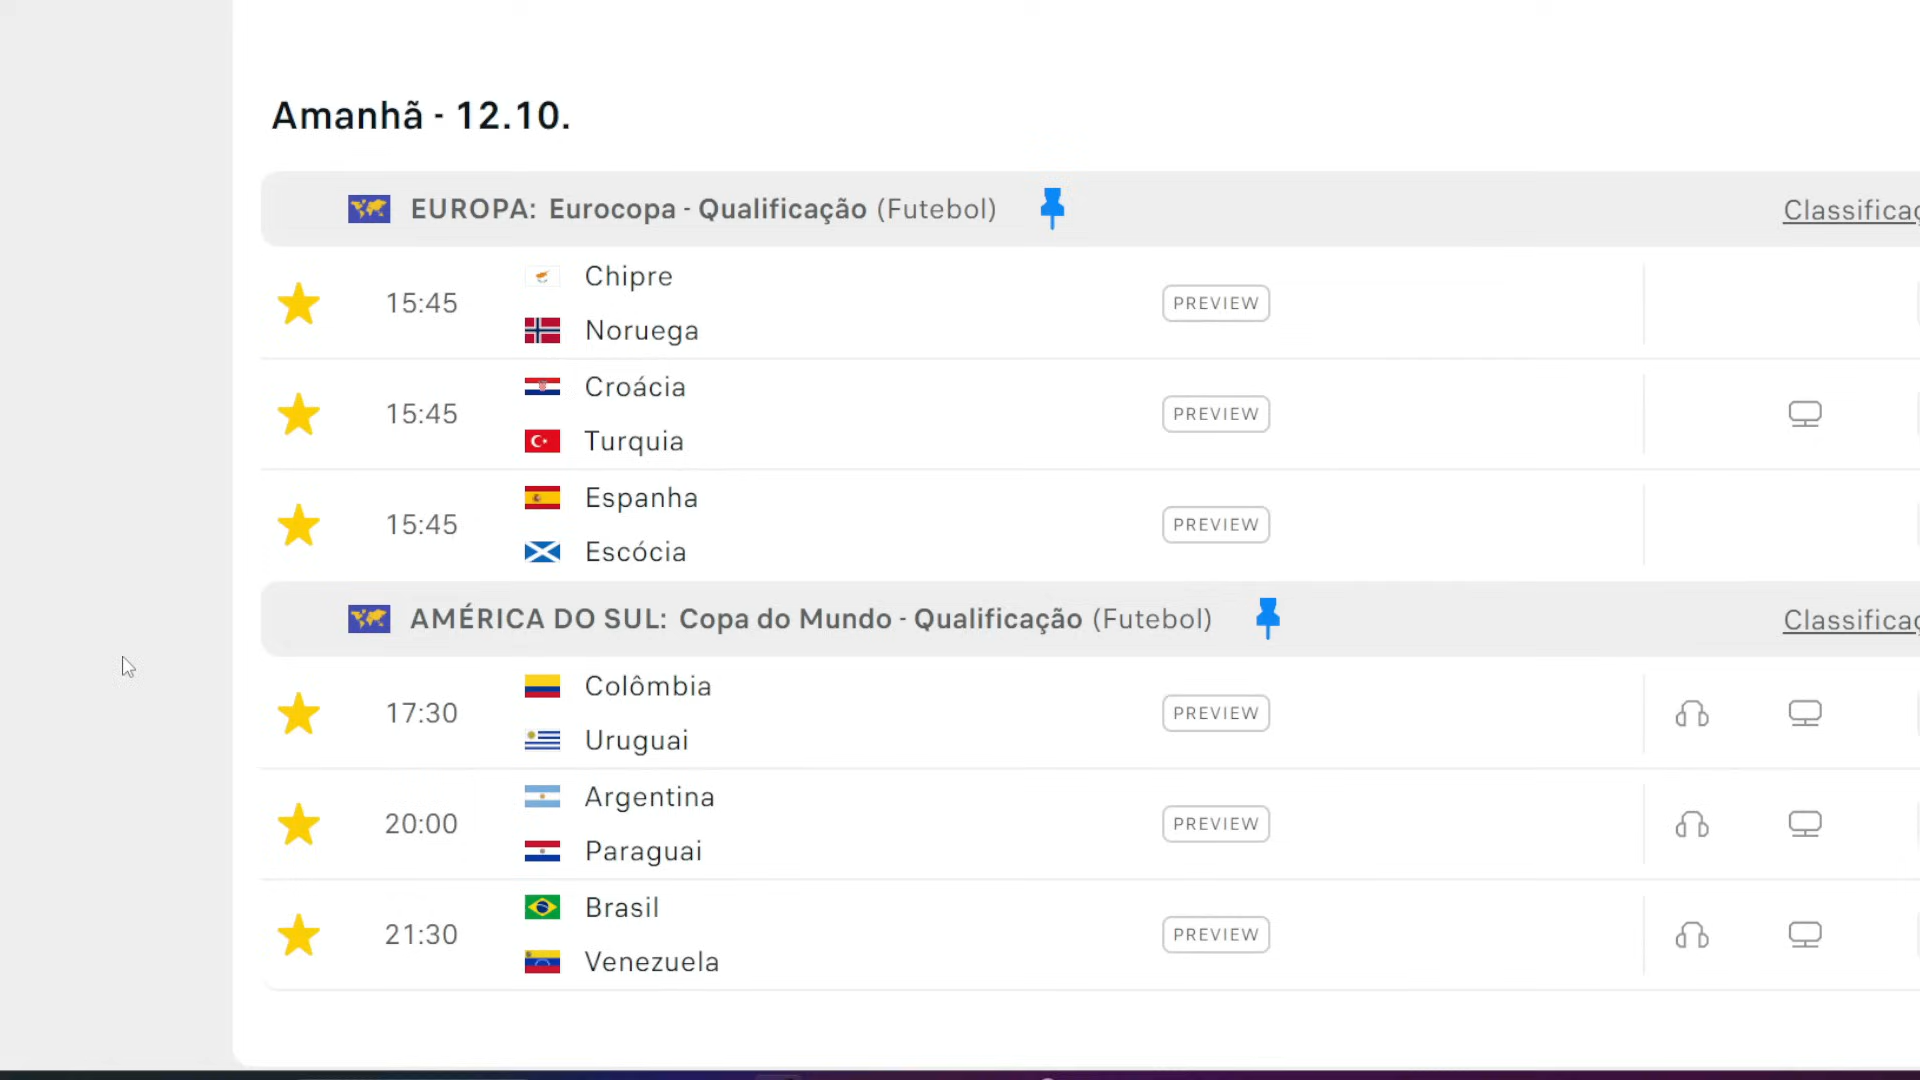 Amanhã - 12.10.
EUROPA: Eurocopa - Qualificação (Futebol)
Classificaç
15:45
Chipre
Noruega
PREVIEW
15:45
Croácia
Turquia
PREVIEW
15:45
Espanha
Escócia
PREVIEW
AMÉRICA DO SUL: Copa do Mundo - Qualificação (Futebol)
Classificaç
17:30
Colômbia
Uruguai
PREVIEW
20:00
Argentina
Paraguai
PREVIEW
21:30
Brasil
Venezuela
PREVIEW